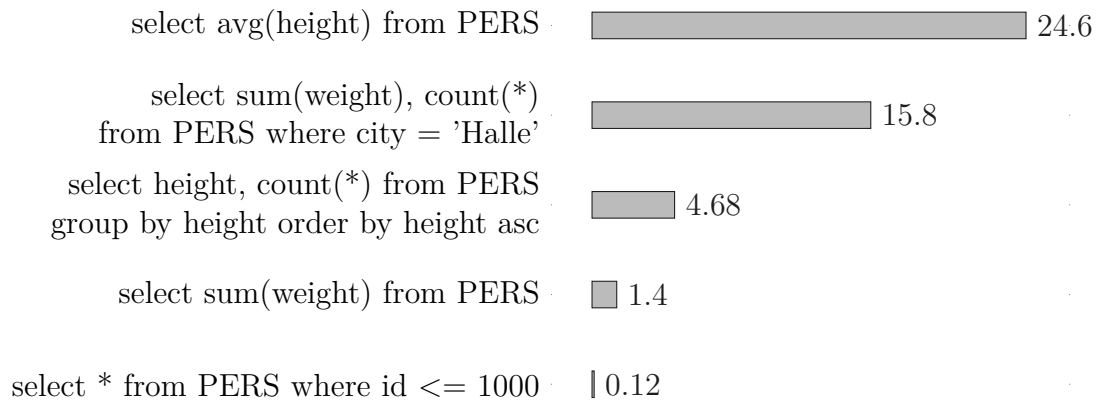 select avg(height) from PERS
24.6
select sum(weight), count(*)
from PERS where city = 'Halle'
15.8
select height, count(*) from PERS
group by height order by height asc
4.68
select sum(weight) from PERS
1.4
select * from PERS where id <= 1000
0.12